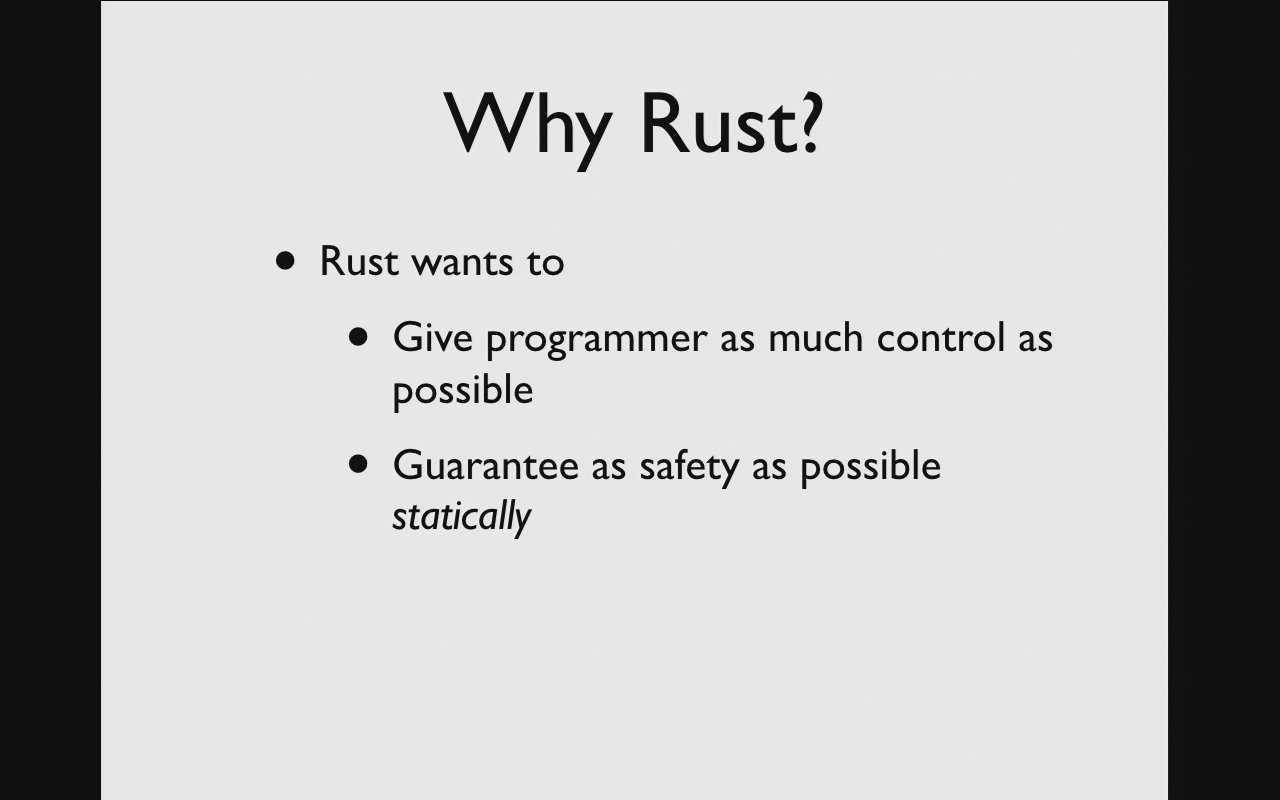 Why Rust?
• Rust wants to
• Give programmer as much control as
possible
• Guarantee as safety as possible
statically